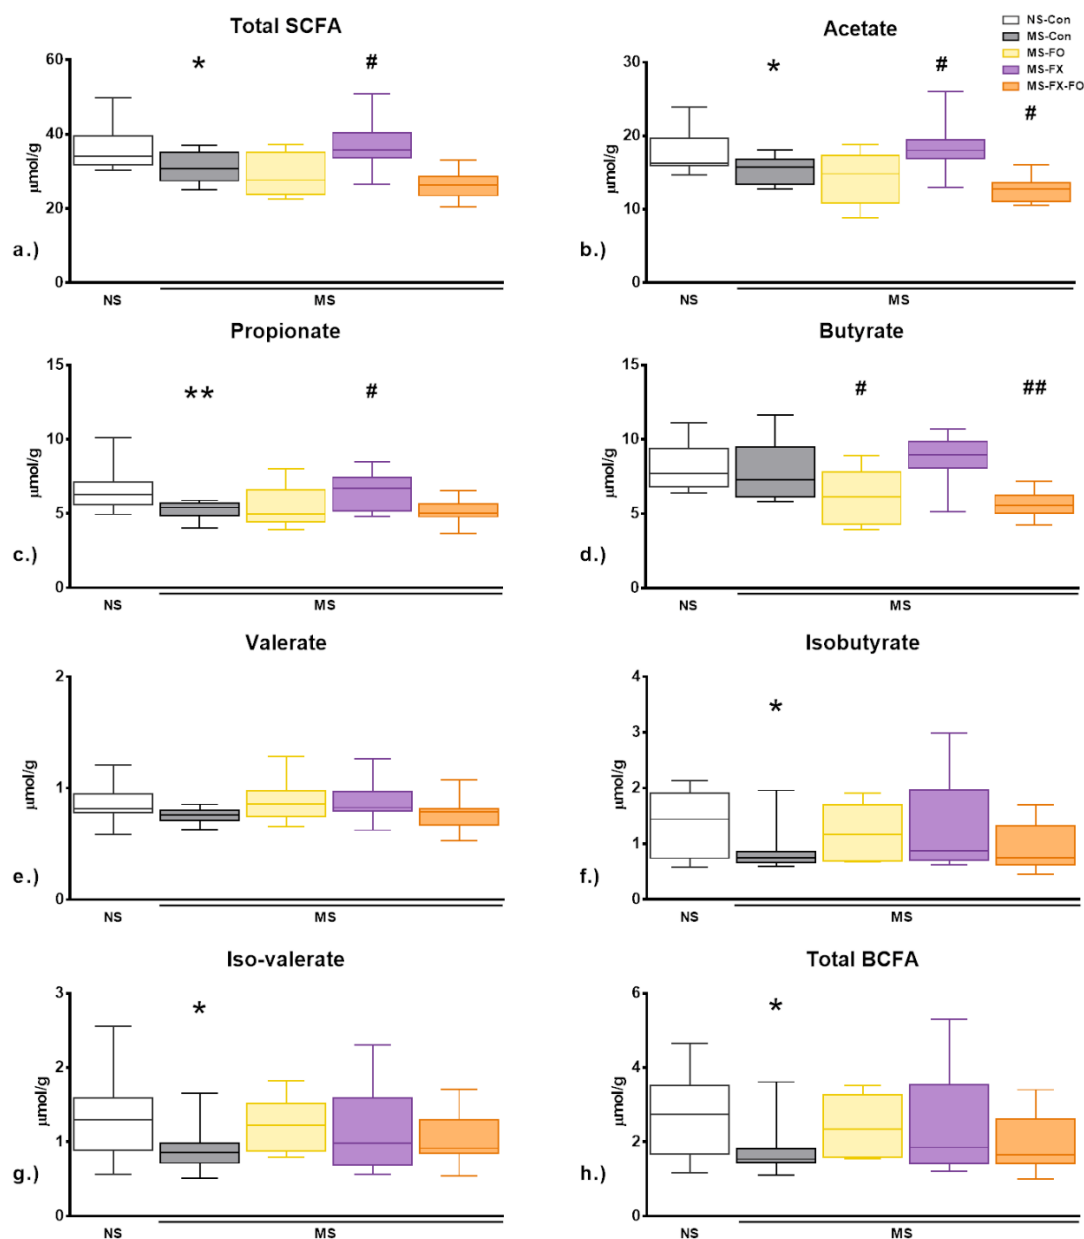 Total SCFA
60
40
20
0
µmol/g
*
#
a.)
NS
MS
Acetate
30
20
10
0
µmol/g
*
#
#
b.)
NS
MS
NS-Con
MS-Con
MS-FO
MS-FX
MS-FX-FO
Propionate
15
10
5
0
µmol/g
**
#
c.)
NS
MS
Butyrate
15
10
5
0
µmol/g
#
##
d.)
NS
MS
Valerate
2
1
0
µmol/g
e.)
NS
MS
Isobutyrate
4
3
2
1
0
µmol/g
*
f.)
NS
MS
Iso-valerate
3
2
1
0
µmol/g
*
g.)
NS
MS
Total BCFA
6
4
2
0
µmol/g
*
h.)
NS
MS